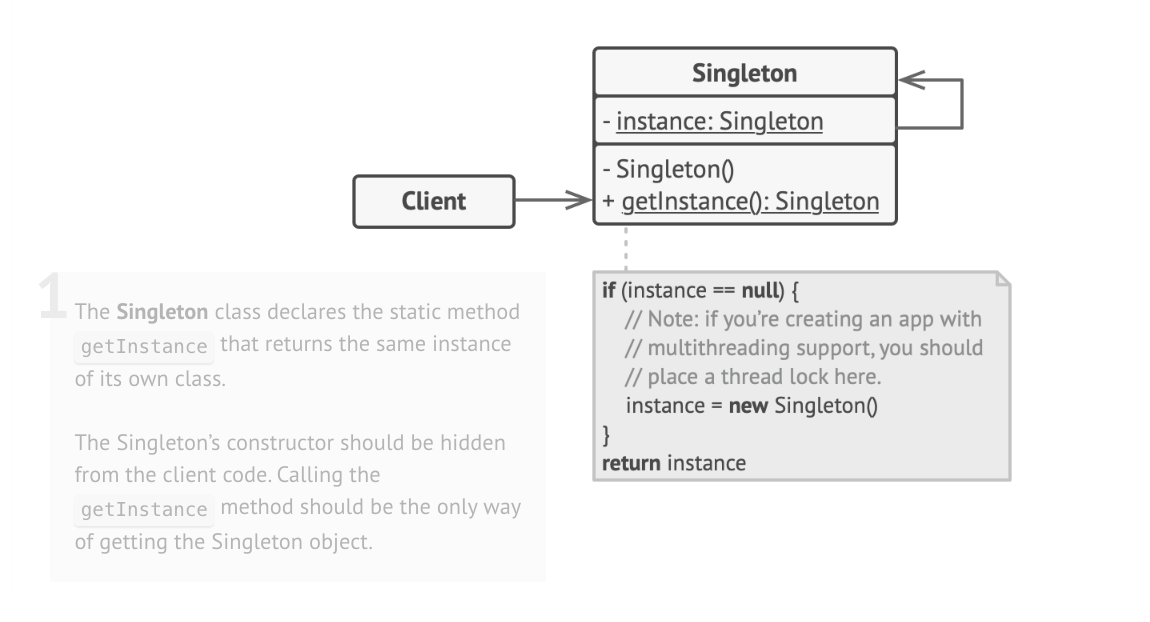 Singleton
- instance: Singleton
- Singleton()
+ getInstance(): Singleton
Client
1
The Singleton class declares the static method
getInstance that returns the same instance
of its own class.
The Singleton’s constructor should be hidden
from the client code. Calling the
getInstance method should be the only way
of getting the Singleton object.
if (instance == null) {
// Note: if you’re creating an app with
// multithreading support, you should
// place a thread lock here.
instance = new Singleton()
}
return instance